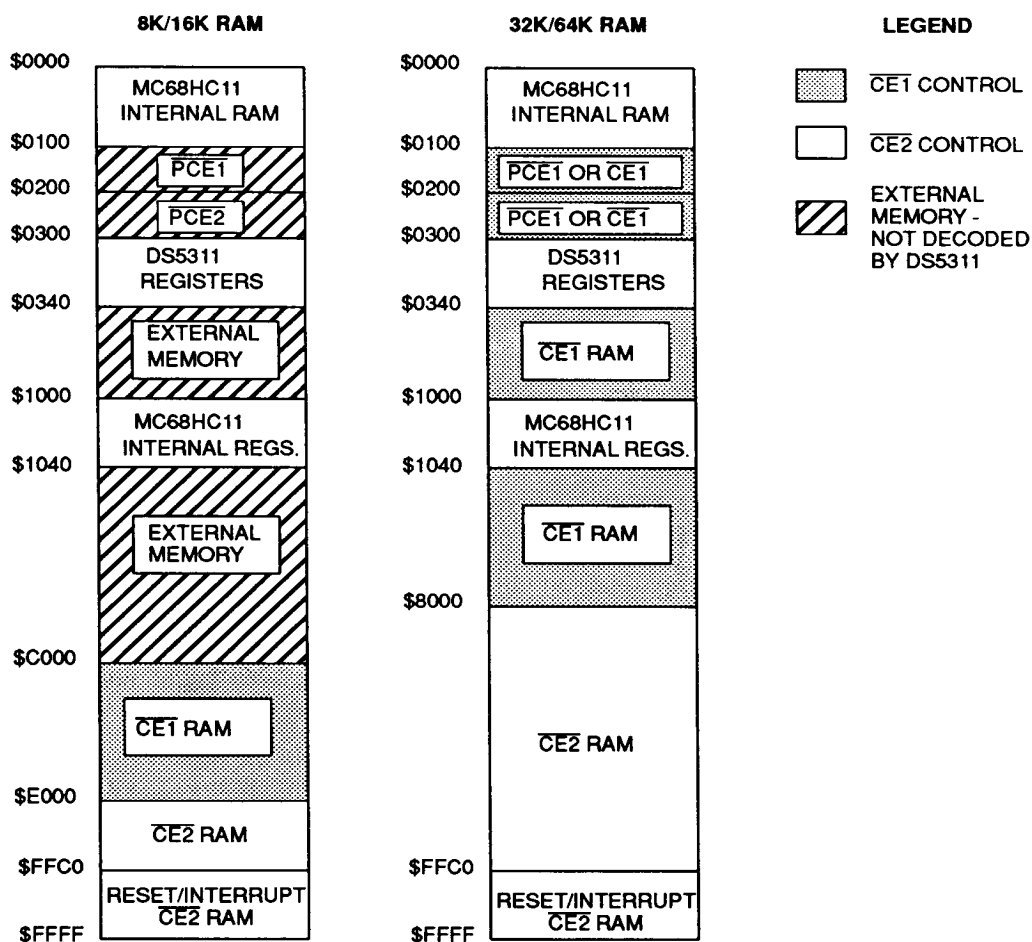 8K/16K RAM
$0000
MC68HC11
INTERNAL RAM
$0100
PCE1
$0200
PCE2
$0300
DS5311
REGISTERS
$0340
EXTERNAL
MEMORY
$1000
MC68HC11
INTERNAL REGS.
$1040
EXTERNAL
MEMORY
$C000
CE1 RAM
$E000
CE2 RAM
$FFC0
RESET/INTERRUPT
CE2 RAM
$FFFF
32K/64K RAM
$0000
MC68HC11
INTERNAL RAM
$0100
PCE1 OR CE1
$0200
PCE1 OR CE1
$0300
DS5311
REGISTERS
$0340
CE1 RAM
$1000
MC68HC11
INTERNAL REGS.
$1040
CE1 RAM
$8000
CE2 RAM
$FFC0
RESET/INTERRUPT
CE2 RAM
$FFFF
LEGEND
CE1 CONTROL
CE2 CONTROL
EXTERNAL
MEMORY -
NOT DECODED
BY DS5311